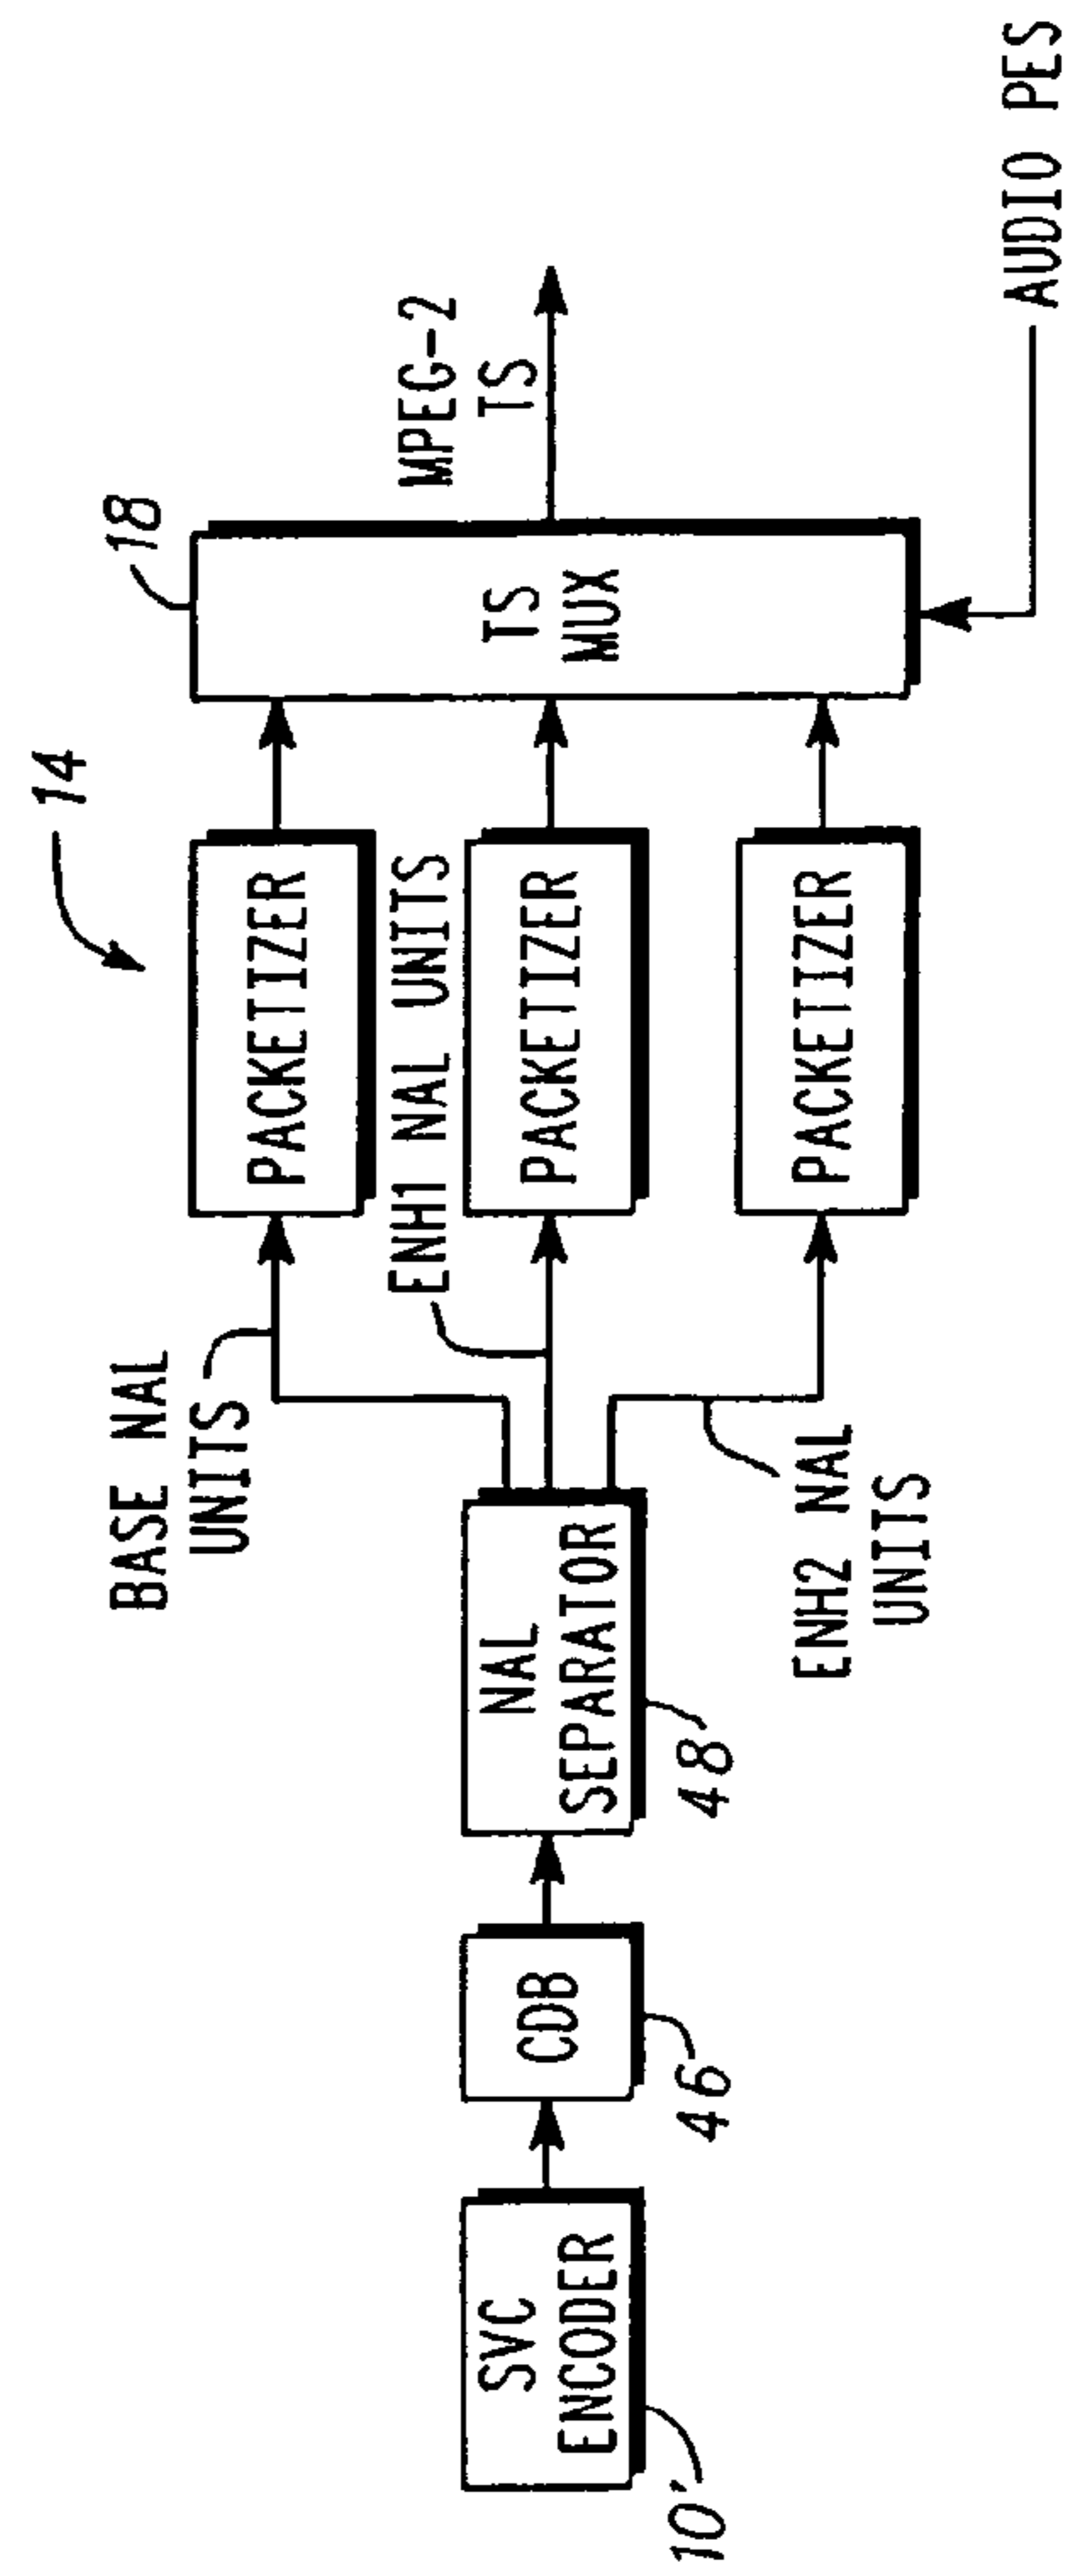 SVC
ENCODER
10'
CDB
46
NAL
SEPARATOR
48
BASE NAL
UNITS
ENH1 NAL UNITS
ENH2 NAL
UNITS
14
PACKETIZER
PACKETIZER
PACKETIZER
18
TS
MUX
MPEG-2
TS
AUDIO PES